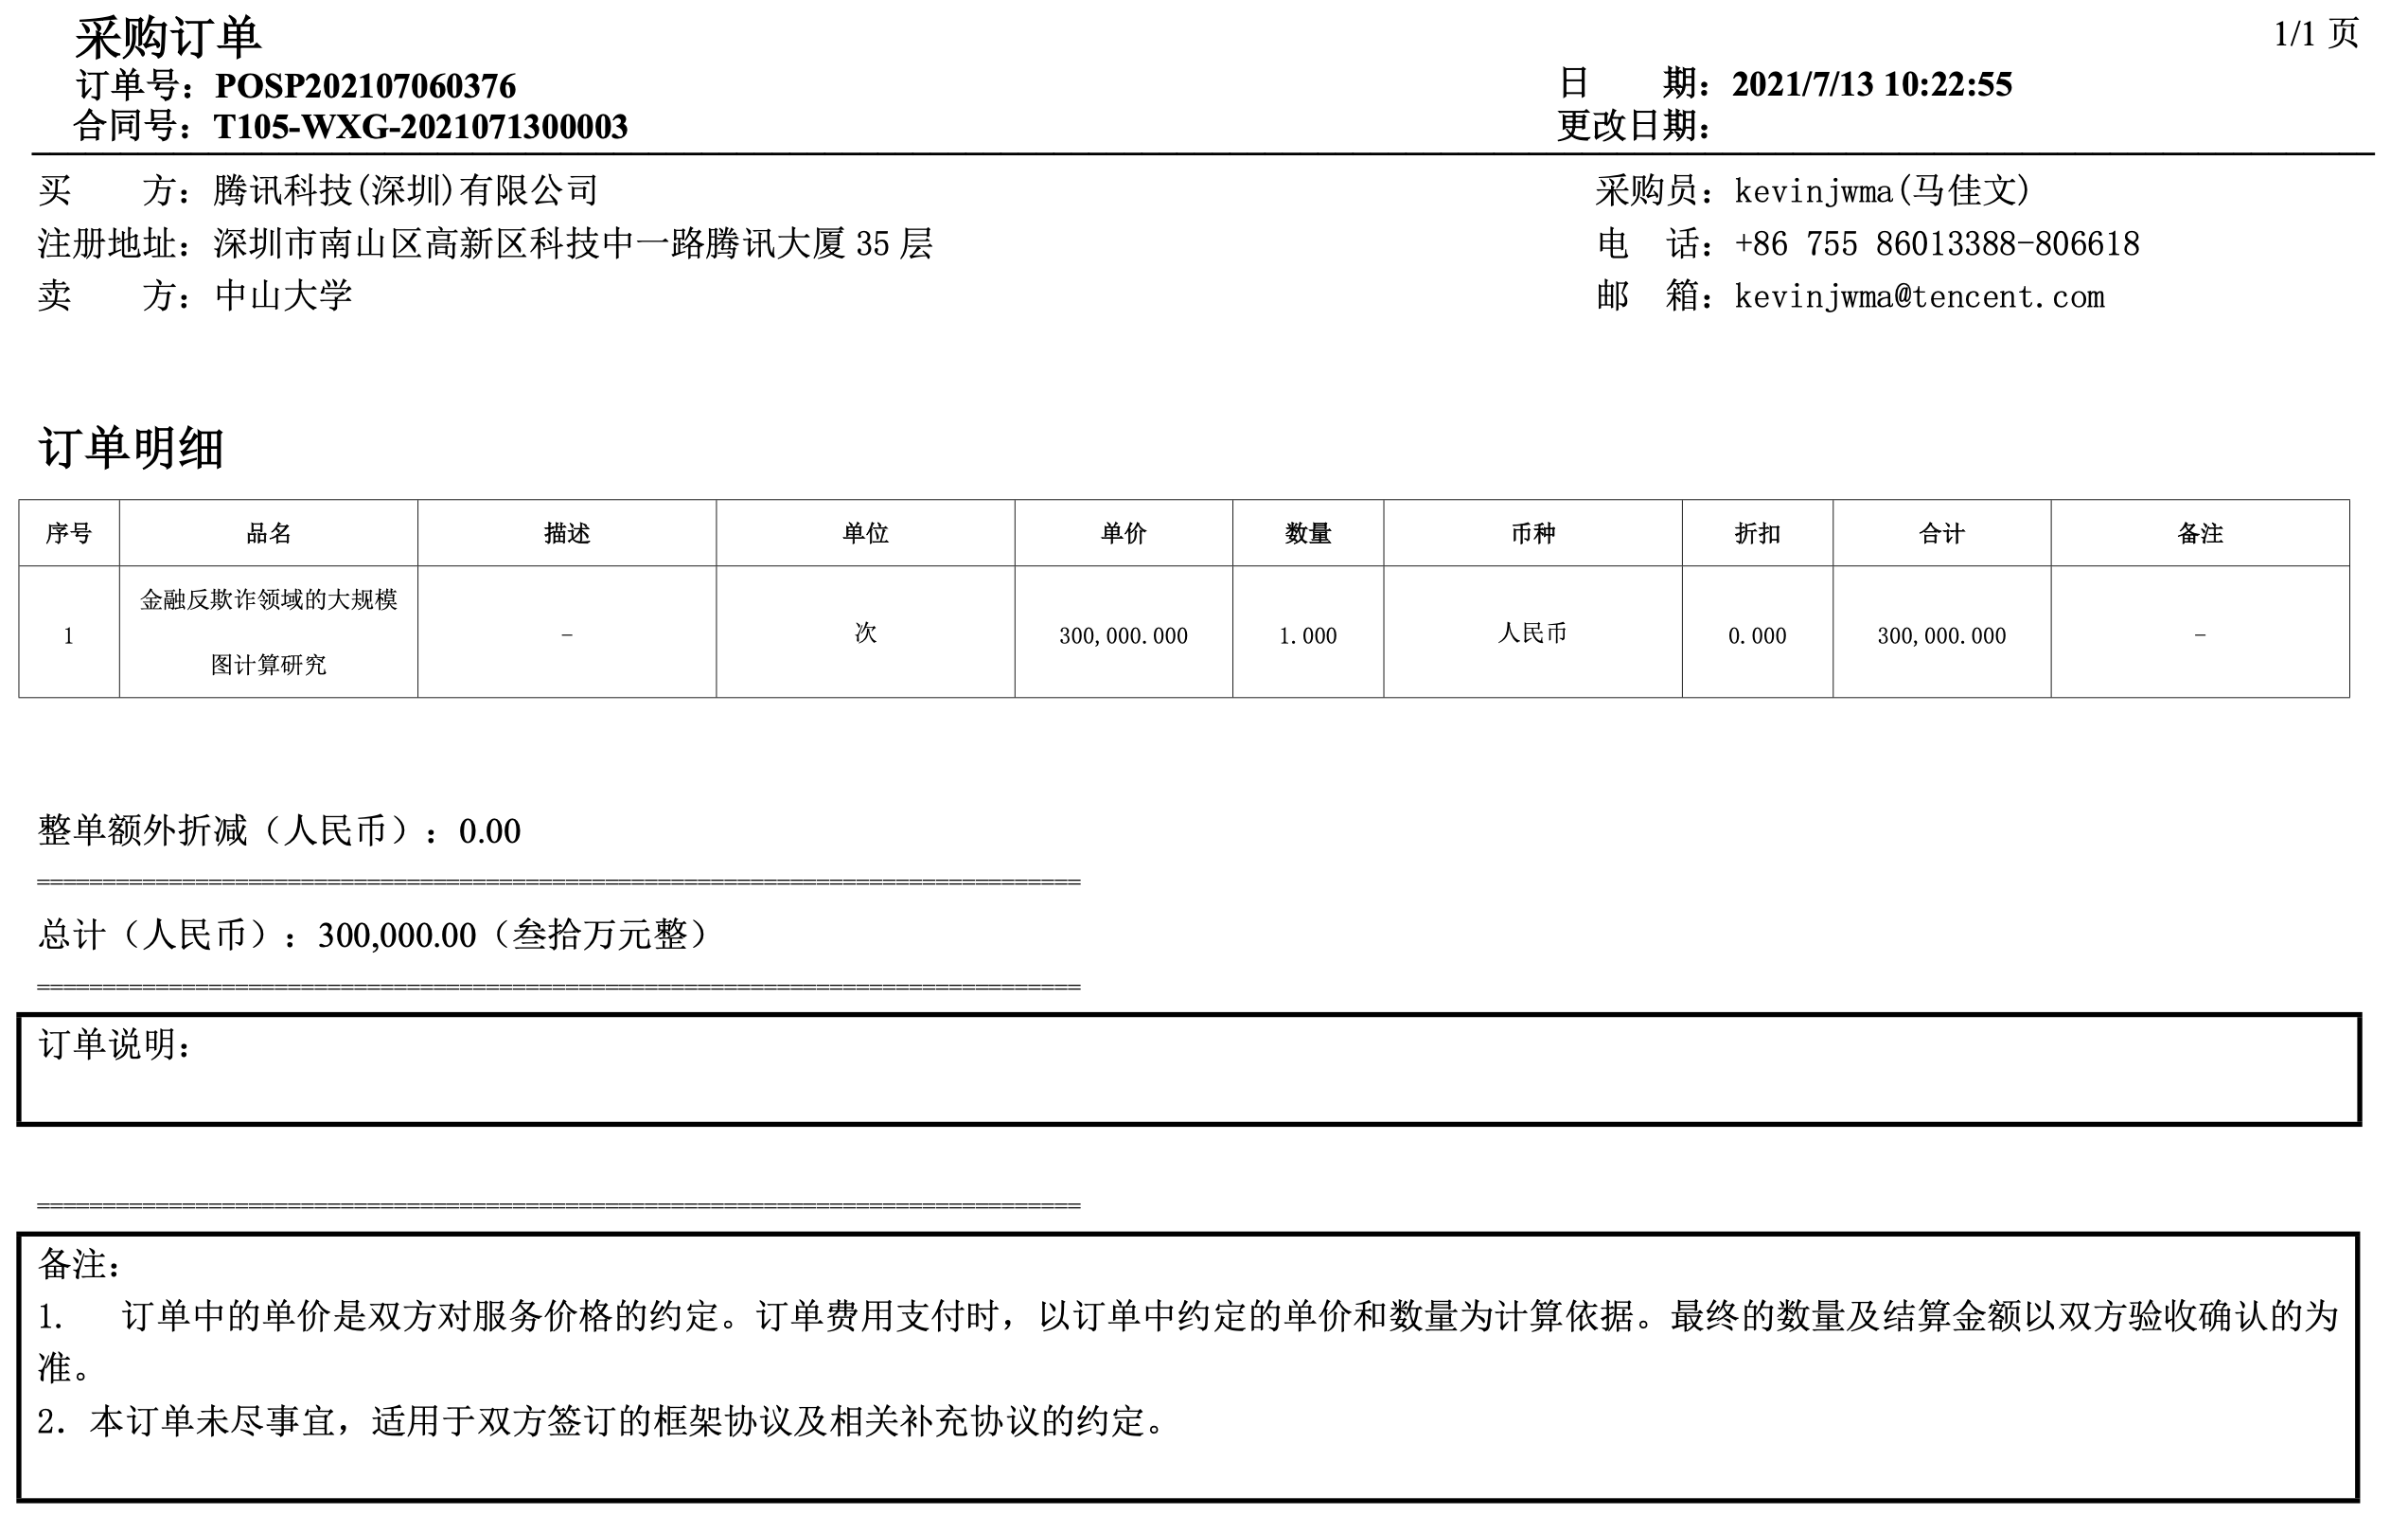 采购订单
1/1 页
订单号：POSP202107060376
日 期：2021/7/13 10:22:55
合同号：T105-WXG-2021071300003
更改日期：
买 方：腾讯科技(深圳)有限公司
采购员：kevinjwma(马佳文)
注册地址：深圳市南山区高新区科技中一路腾讯大厦 35 层
电 话：+86 755 86013388-806618
卖 方：中山大学
邮 箱：kevinjwma@tencent.com
订单明细
序号 品名 描述 单位 单价 数量 币种 折扣 合计 备注
1 金融反欺诈领域的大规模 - 次 300,000.000 1.000 人民币 0.000 300,000.000 -
图计算研究
整单额外折减（人民币）：0.00
总计（人民币）：300,000.00（叁拾万元整）
订单说明：
备注：
1. 订单中的单价是双方对服务价格的约定。订单费用支付时，以订单中约定的单价和数量为计算依据。最终的数量及结算金额以双方验收确认的为
准。
2. 本订单未尽事宜，适用于双方签订的框架协议及相关补充协议的约定。